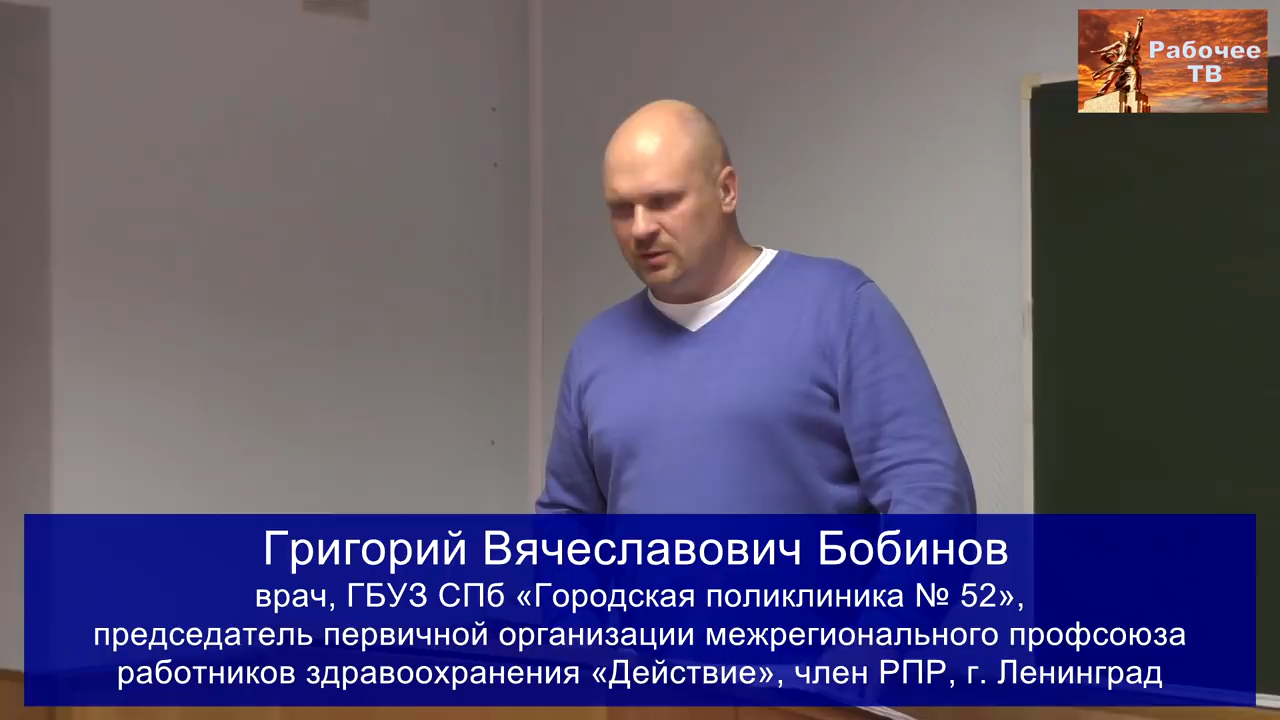 Рабочее
ТВ
Григорий Вячеславович Бобинов
врач, ГБУЗ СПб «Городская поликлиника № 52»,
председатель первичной организации межрегионального профсоюза
работников здравоохранения «Действие», член РПР, г. Ленинград